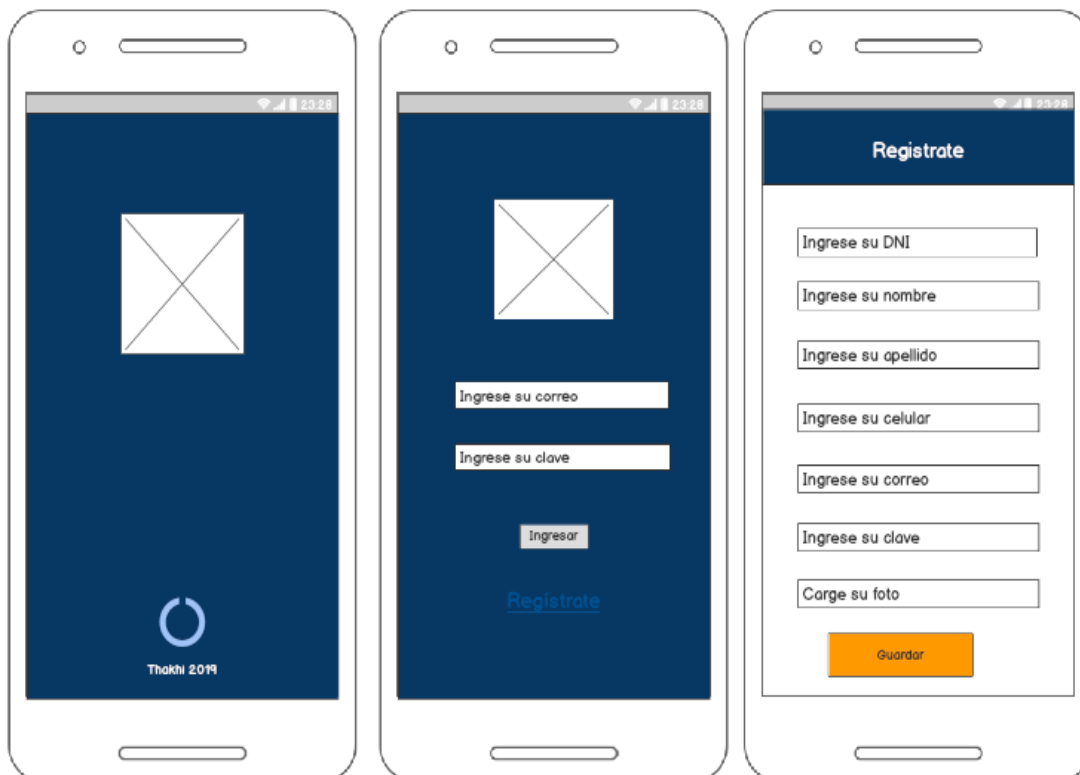 23:28
Thakhi 2019
23:28
Ingrese su correo
Ingrese su clave
Ingresar
Registrate
23:28
Registrate
Ingrese su DNI
Ingrese su nombre
Ingrese su apellido
Ingrese su celular
Ingrese su correo
Ingrese su clave
Carge su foto
Guardar